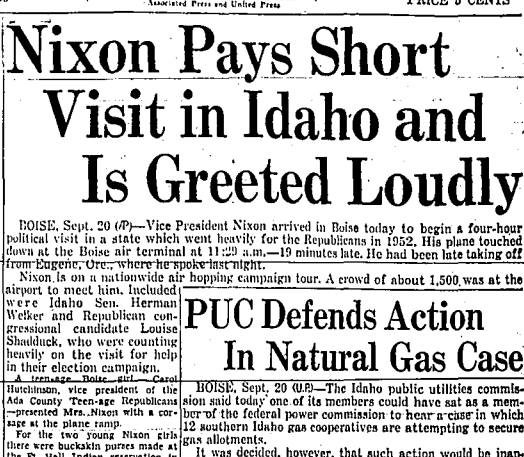 Associated Press and United Press
PRICE 5 CENTS
Nixon Pays Short
Visit in Idaho and
Is Greeted Loudly
BOISE, Sept. 20 (/P)—Vice President Nixon arrived in Boise today to begin a four-hour
political visit in a state which went heavily for the Republicans in 1952. His plane touched
down at the Boise air terminal at 11:29 a.m.—19 minutes late. He had been late taking off
from Eugene, Ore., where he spoke last night.
Nixon is on a nationwide air hopping campaign tour. A crowd of about 1,500 was at the
airport to meet him. Included
were Idaho Sen. Herman
Welker and Republican con-
gressional candidate Louise
Shadduck, who were counting
heavily on the visit for help
in their election campaign.
A teen-age Boise girl—Carol
Hutchinson, vice president of the
Ada County Teen-age Republicans
—presented Mrs. Nixon with a cor-
sage at the plane ramp.
For the two young Nixon girls
there were buckskin purses made at
the Ft. Hall Indian reservation in
PUC Defends Action
In Natural Gas Case
BOISE, Sept. 20 (U.P.)—The Idaho public utilities commis-
sion said today one of its members could have sat as a mem-
ber of the federal power commission to hear a case in which
12 southern Idaho gas cooperatives are attempting to secure
gas allotments.
It was decided, however, that such action would be inap-